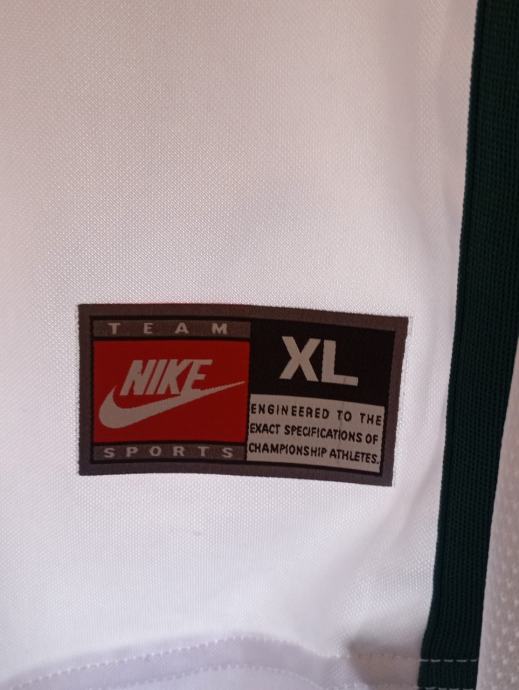 TEAM
NIKE
SPORTS
XL
ENGINEERED TO THE
EXACT SPECIFICATIONS OF
CHAMPIONSHIP ATHLETES.